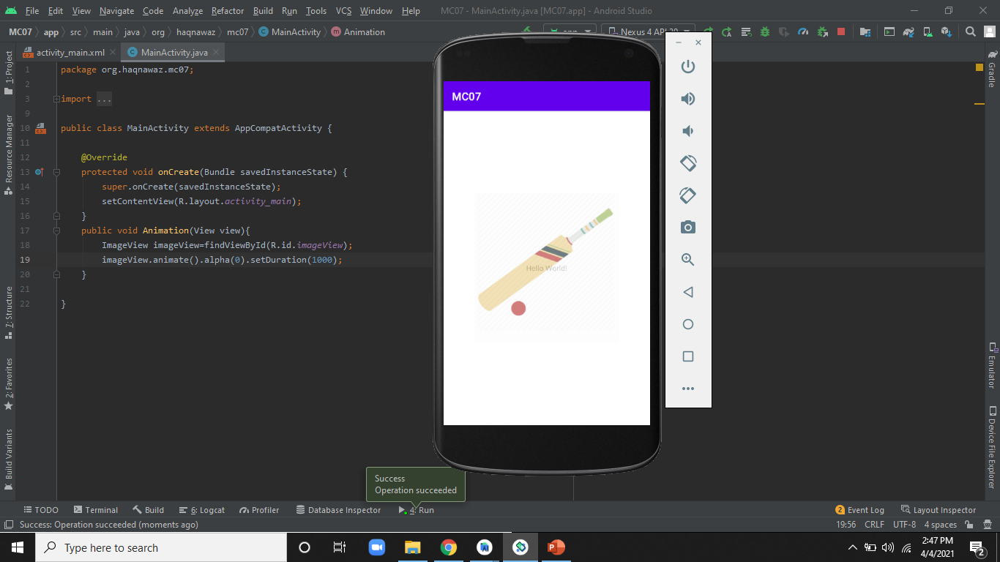 File Edit View Navigate Code Analyze Refactor Build Run Tools VCS Window Help MC07 - MainActivity.java [MC07.app] - Android Studio
MC07 app src main java org haqnawaz mc07 MainActivity Animation
activity_main.xml MainActivity.java
1: Project
Resource Manager
7: Structure
2: Favorites
Build Variants
1 package org.haqnawaz.mc07;
2
3 import ...
9
10 public class MainActivity extends AppCompatActivity {
11
12 @Override
13 protected void onCreate(Bundle savedInstanceState) {
14 super.onCreate(savedInstanceState);
15 setContentView(R.layout.activity_main);
16 }
17 public void Animation(View view){
18 ImageView imageView=findViewById(R.id.imageView);
19 imageView.animate().alpha(0).setDuration(1000);
20 }
21
22 }
MC07
Hello World!
Gradle
Emulator
Device File Explorer
Success
Operation succeeded
TODO Terminal Build 6: Logcat Profiler Database Inspector 4: Run 2 Event Log Layout Inspector
Success: Operation succeeded (moments ago) 19:56 CRLF UTF-8 4 spaces
Type here to search
2:47 PM
4/4/2021
2